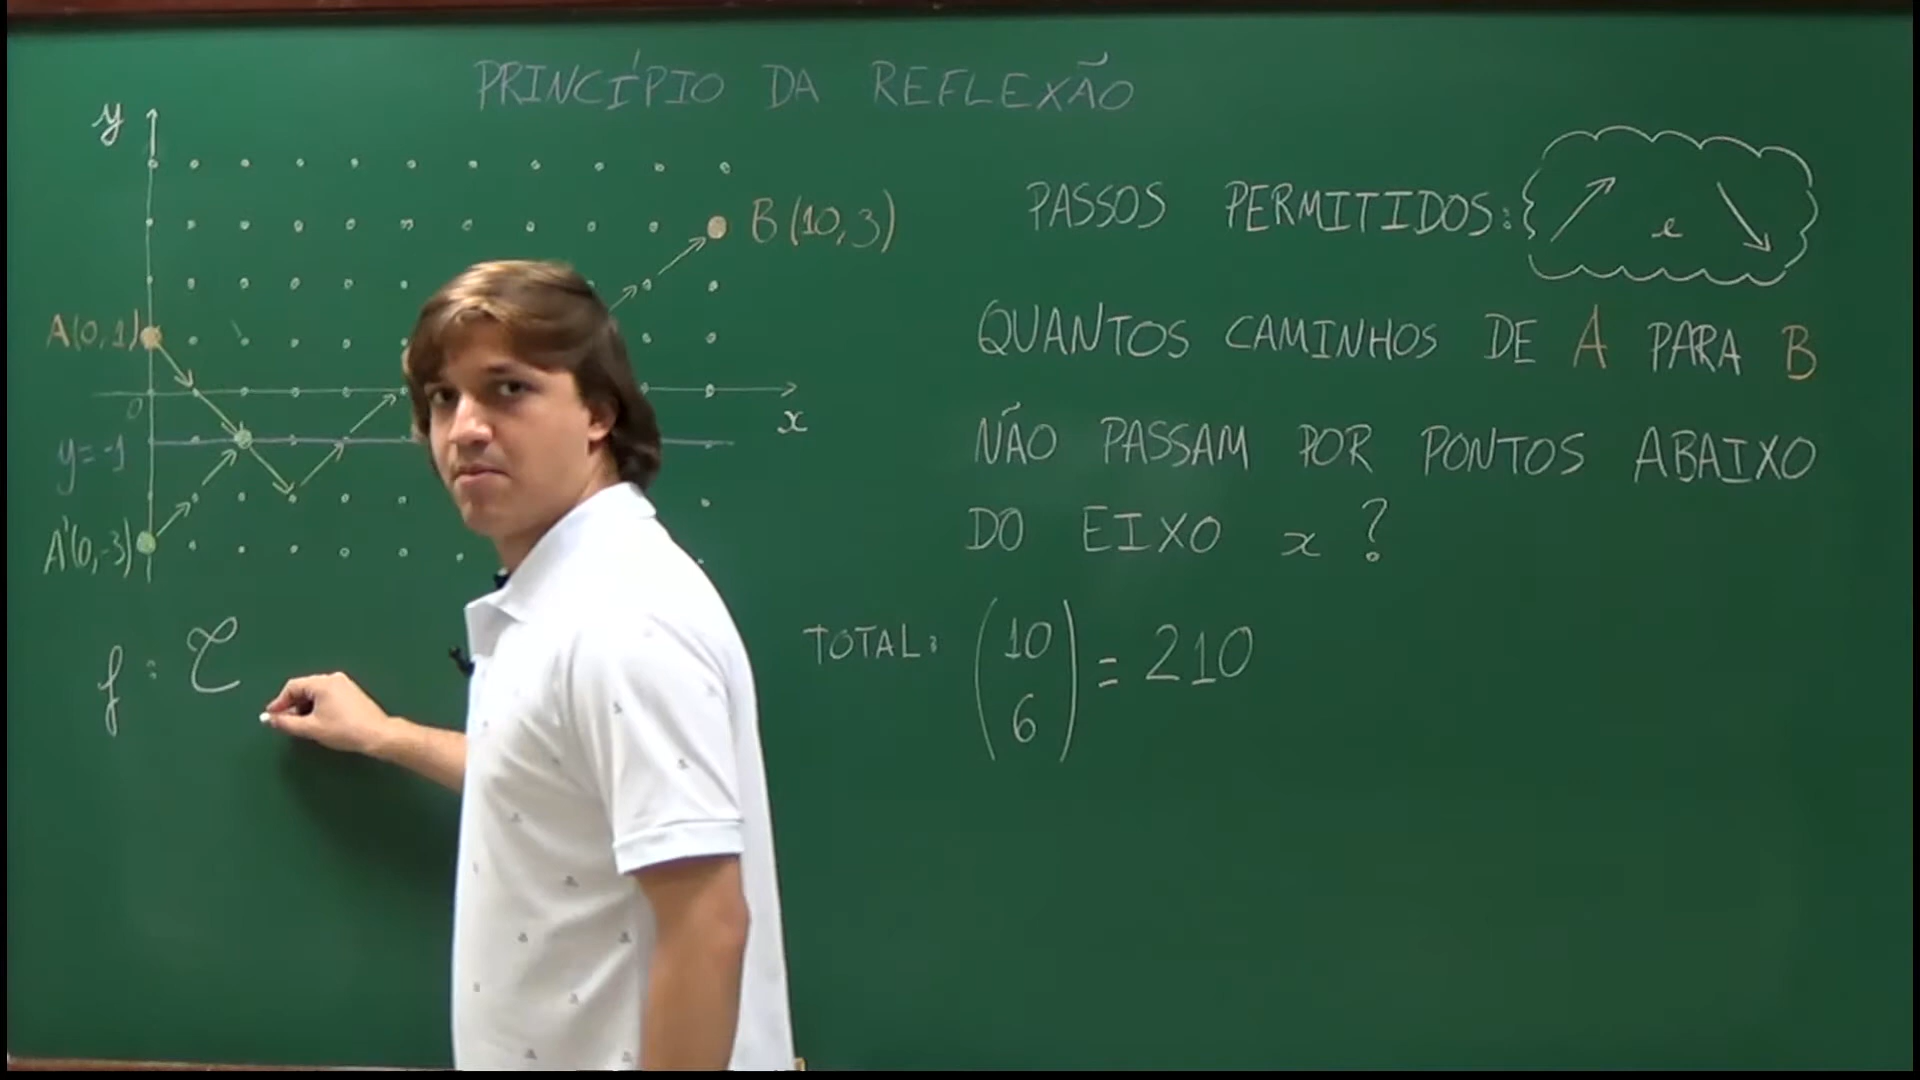 PRINCÍPIO DA REFLEXÃO
y
A(0,1)
B(10,3)
0
x
y=-1
A'(0,-3)
f:
PASSOS PERMITIDOS: e
QUANTOS CAMINHOS DE A PARA B
NÃO PASSAM POR PONTOS ABAIXO
DO EIXO x ?
TOTAL: (10
6) = 210